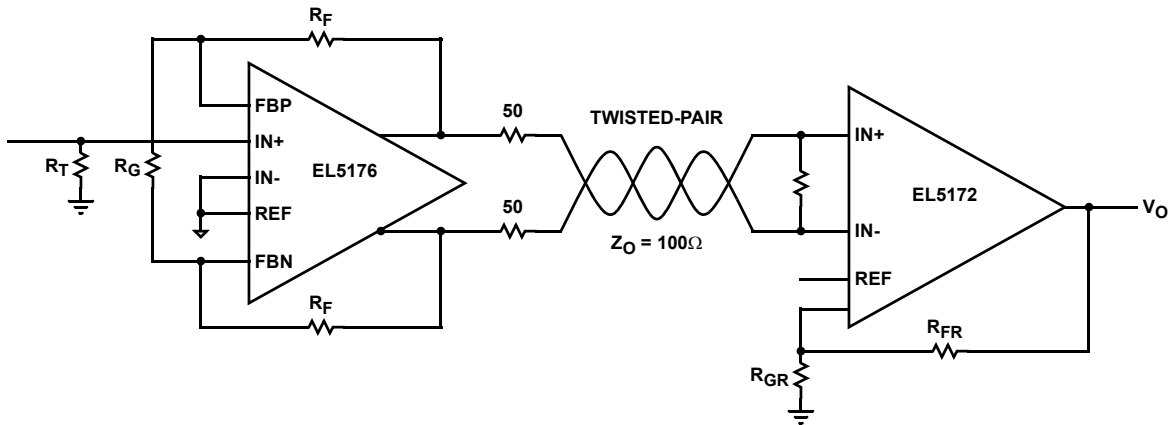 RF
50
FBP
TWISTED-PAIR
IN+
IN+
RT
RG
EL5176
IN-
EL5172
REF
50
VO
IN-
FBN
ZO = 100Ω
REF
RF
RFR
RGR